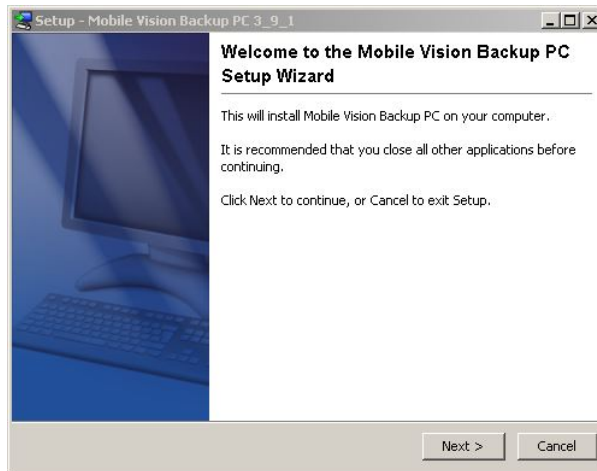 Setup - Mobile Vision Backup PC 3_9_1
Welcome to the Mobile Vision Backup PC
Setup Wizard
This will install Mobile Vision Backup PC on your computer.
It is recommended that you close all other applications before
continuing.
Click Next to continue, or Cancel to exit Setup.
Next >
Cancel